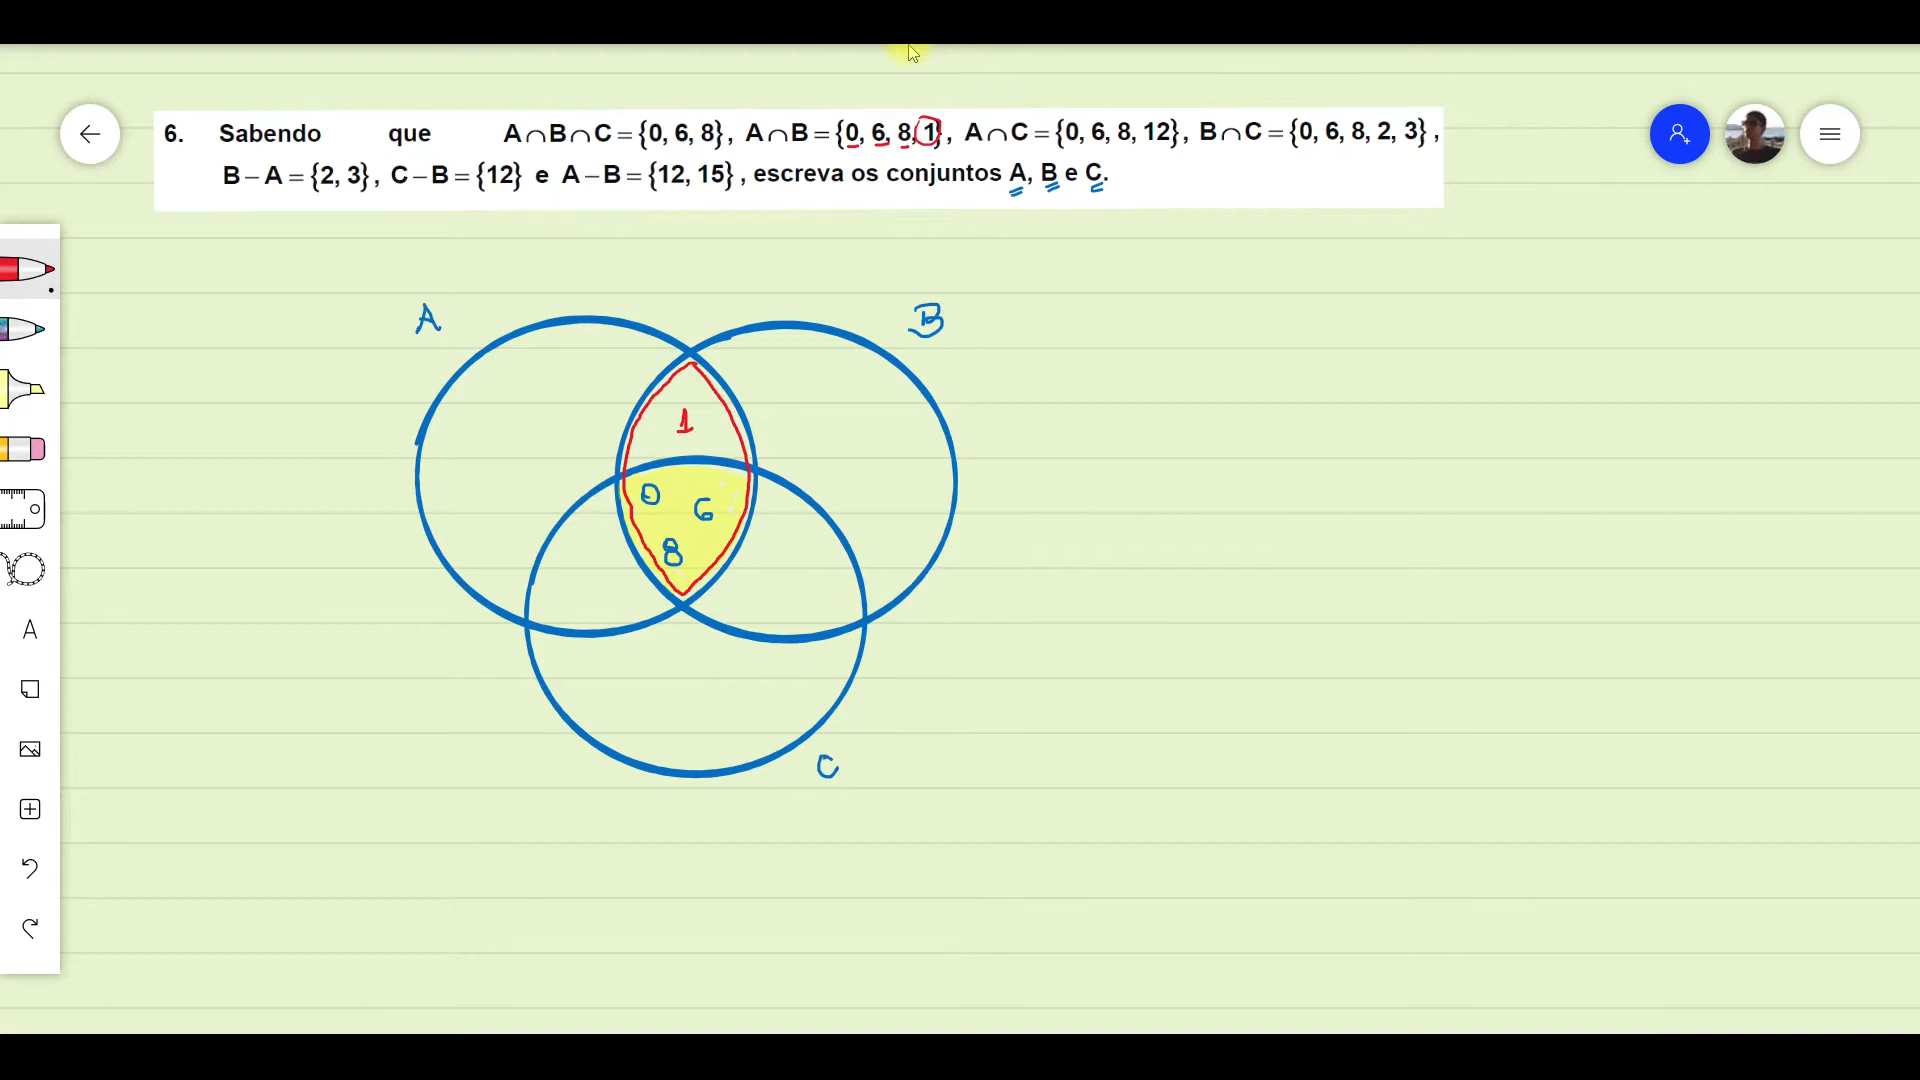 6. Sabendo que A∩B∩C = {0, 6, 8}, A∩B = {0, 6, 8, 1}, A∩C = {0, 6, 8, 12}, B∩C = {0, 6, 8, 2, 3},
B – A = {2, 3}, C – B = {12} e A – B = {12, 15}, escreva os conjuntos A, B e C.
A B
1
0 6
8
C
A